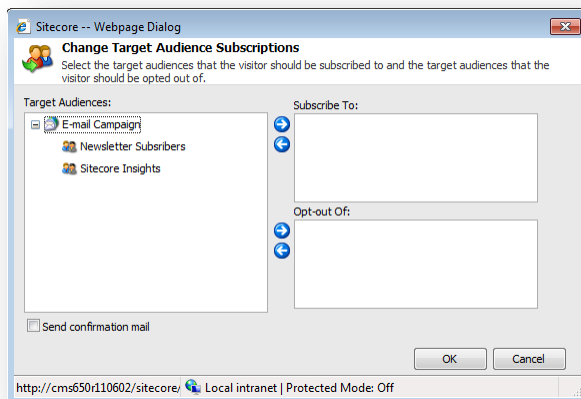 Sitecore -- Webpage Dialog
Change Target Audience Subscriptions
Select the target audiences that the visitor should be subscribed to and the target audiences that the
visitor should be opted out of.
Target Audiences:
Subscribe To:
E-mail Campaign
Newsletter Subsribers
Sitecore Insights
Opt-out Of:
Send confirmation mail
OK
Cancel
http://cms650r110602/sitecore/
Local intranet | Protected Mode: Off